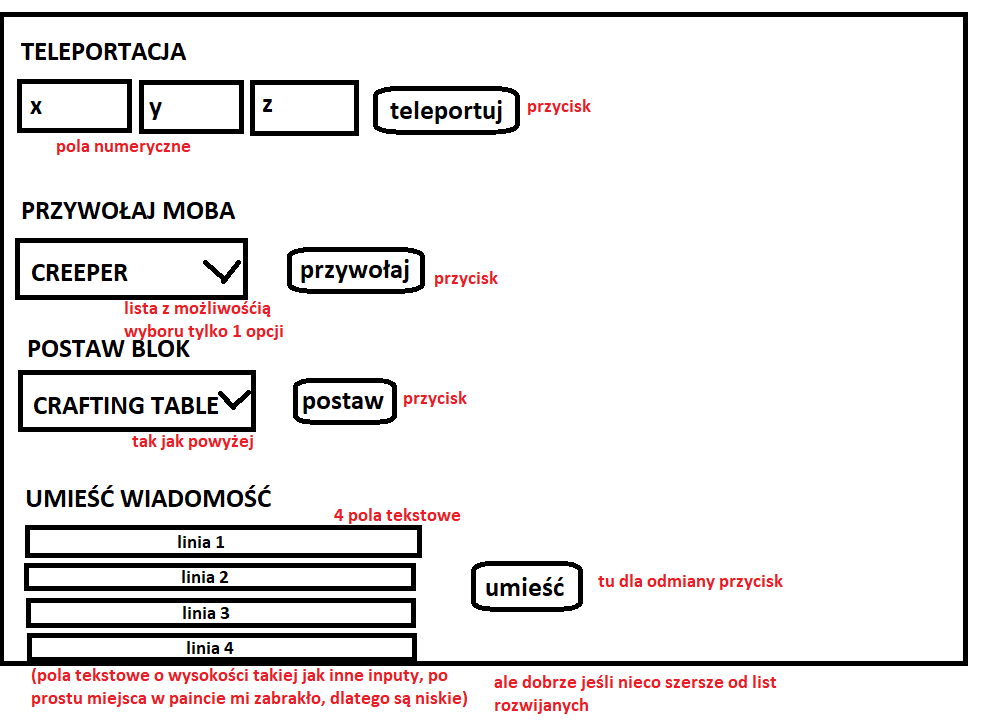 TELEPORTACJA
x y z teleportuj przycisk
pola numeryczne
PRZYWOŁAJ MOBA
CREEPER przywołaj przycisk
lista z możliwośćią
wyboru tylko 1 opcji
POSTAW BLOK
CRAFTING TABLE postaw przycisk
tak jak powyżej
UMIEŚĆ WIADOMOŚĆ
4 pola tekstowe
linia 1
linia 2
umieść tu dla odmiany przycisk
linia 3
linia 4
(pola tekstowe o wysokości takiej jak inne inputy, po
prostu miejsca w paincie mi zabrakło, dlatego są niskie)
ale dobrze jeśli nieco szersze od list
rozwijanych